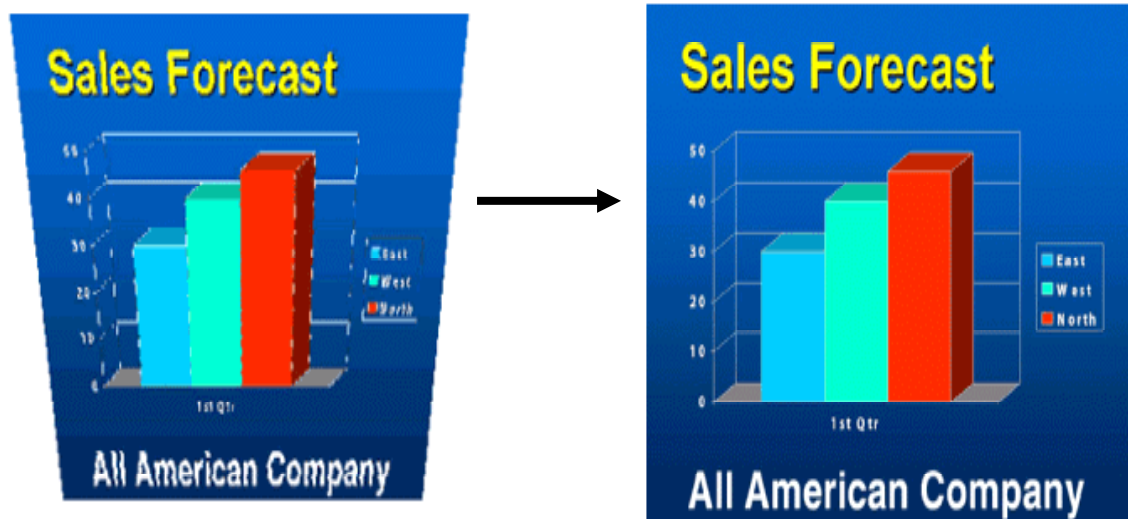 Sales Forecast
50
40
30
20
10
0
East
West
North
1st Qtr
All American Company
Sales Forecast
50
40
30
20
10
0
East
West
North
1st Qtr
All American Company